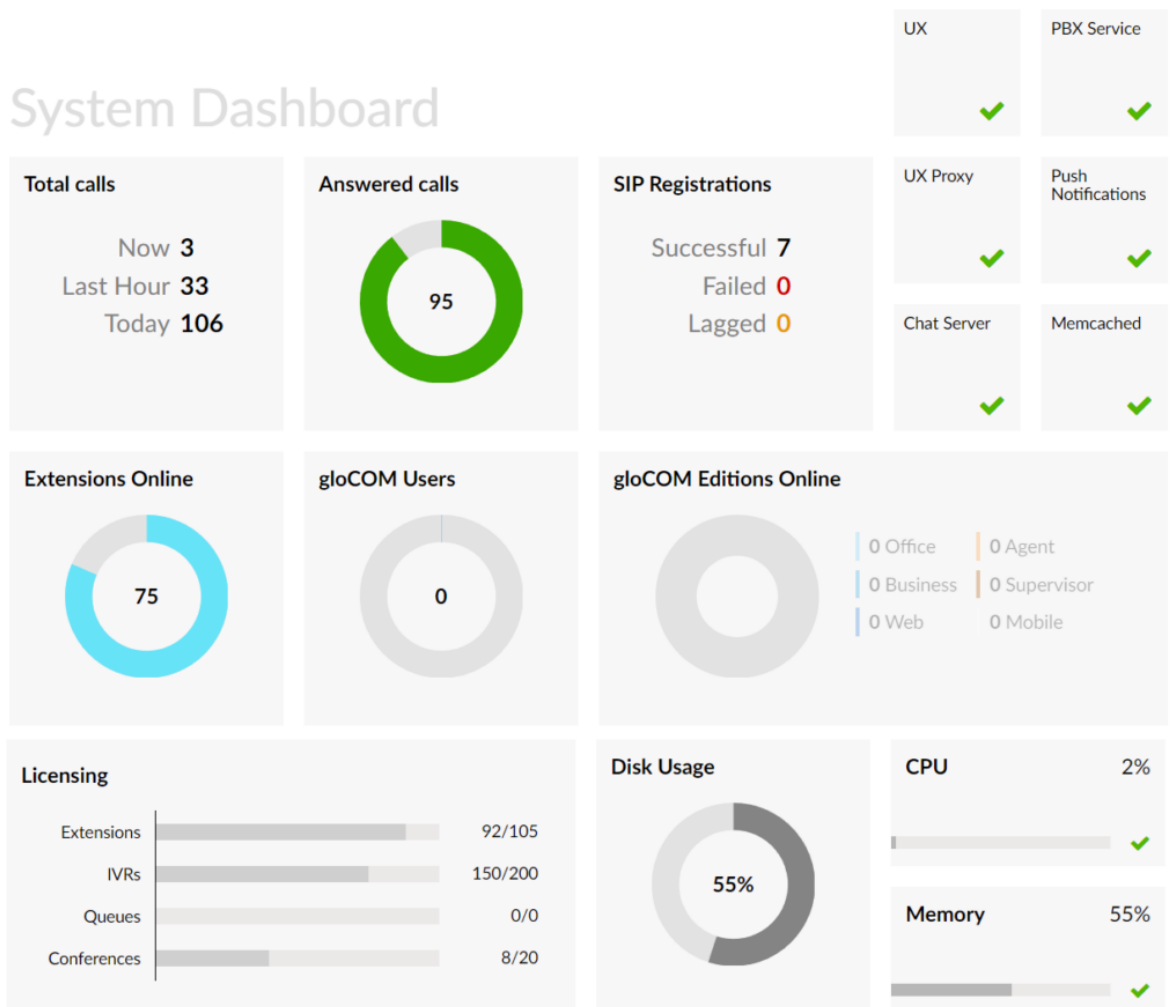 UX
PBX Service
System Dashboard
Total calls
Now 3
Last Hour 33
Today 106
Answered calls
95
SIP Registrations
Successful 7
Failed 0
Lagged 0
UX Proxy
Push
Notifications
Chat Server
Memcached
Extensions Online
75
gloCOM Users
0
gloCOM Editions Online
0 Office
0 Agent
0 Business
0 Supervisor
0 Web
0 Mobile
Licensing
Extensions 92/105
IVRs 150/200
Queues 0/0
Conferences 8/20
Disk Usage
55%
CPU 2%
Memory 55%